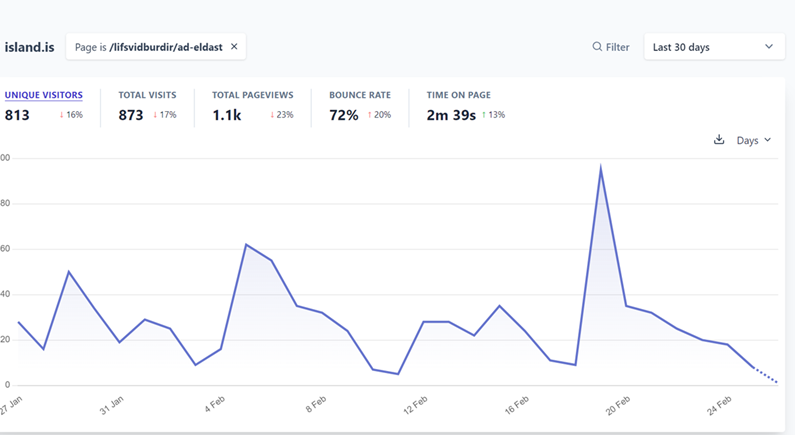 island.is Page is /lifsvidburdir/ad-eldast × Filter Last 30 days
UNIQUE VISITORS TOTAL VISITS TOTAL PAGEVIEWS BOUNCE RATE TIME ON PAGE
813 ↓ 16% 873 ↓ 17% 1.1k ↓ 23% 72% ↑ 20% 2m 39s ↑ 13%
Days
00
80
60
40
20
0
27 Jan 31 Jan 4 Feb 8 Feb 12 Feb 16 Feb 20 Feb 24 Feb